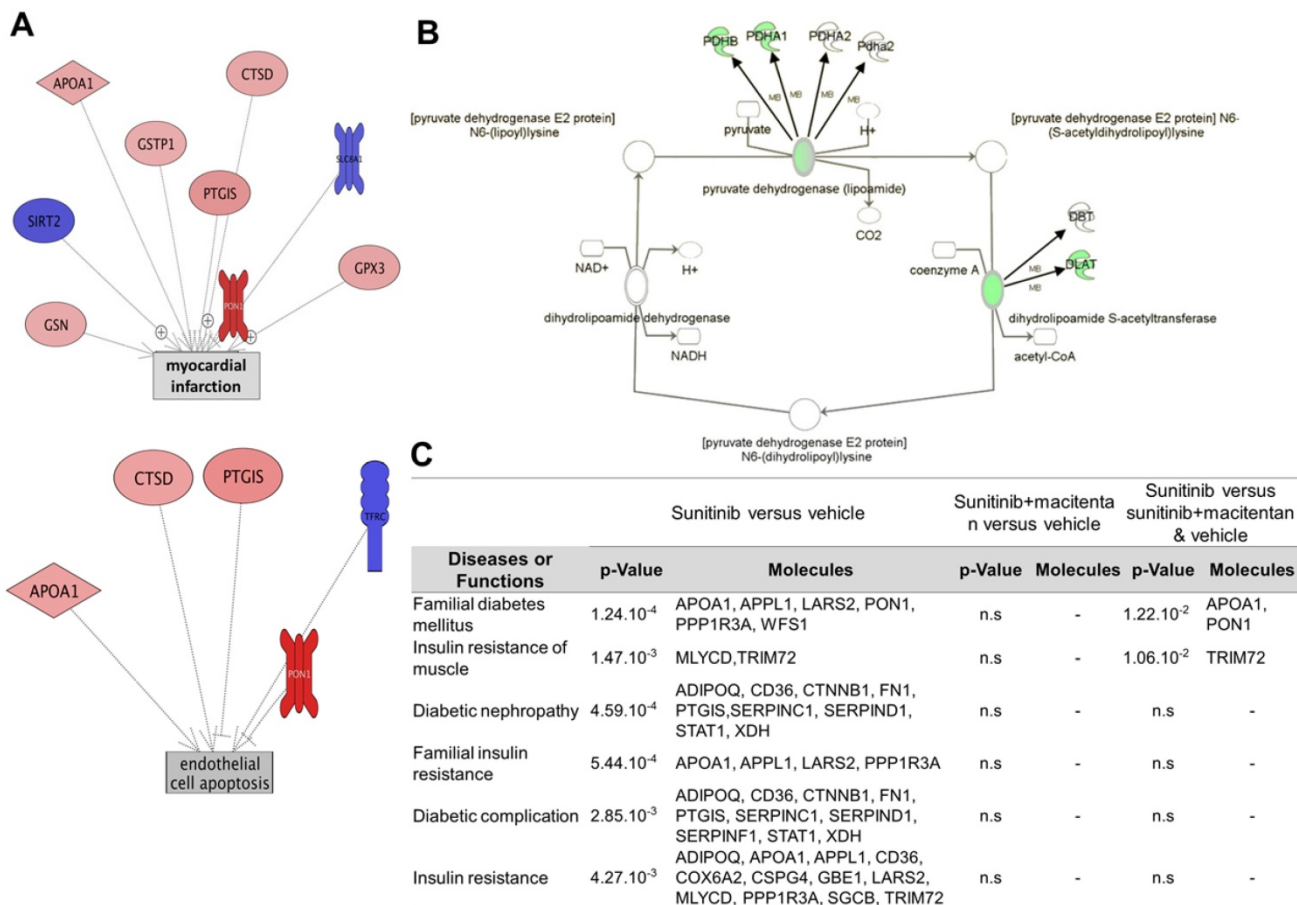 A
APOA1
CTSD
GSTP1
SLC6A1
PTGIS
SIRT2
PON1
GPX3
GSN
myocardial
infarction
CTSD
PTGIS
TFRC
APOA1
PON1
endothelial
cell apoptosis
B
PDHB
PDHA1
PDHA2
Pdha2
MB
MB
MB
MB
[pyruvate dehydrogenase E2 protein]
N6-(lipoyl)lysine
pyruvate
H+
[pyruvate dehydrogenase E2 protein] N6-
(S-acetyldihydrolipoyl)lysine
pyruvate dehydrogenase (lipoamide)
CO2
DBT
NAD+
H+
coenzyme A
MB
DLAT
MB
dihydrolipoamide dehydrogenase
dihydrolipoamide S-acetyltransferase
NADH
acetyl-CoA
[pyruvate dehydrogenase E2 protein]
N6-(dihydrolipoyl)lysine
C
Sunitinib versus vehicle
Sunitinib+macitenta
n versus vehicle
Sunitinib versus
sunitinib+macitentan
& vehicle
Diseases or
Functions
p-Value Molecules p-Value Molecules p-Value Molecules
Familial diabetes
mellitus
1.24.10-4
APOA1, APPL1, LARS2, PON1,
PPP1R3A, WFS1
n.s - 1.22.10-2
APOA1,
PON1
Insulin resistance of
muscle
1.47.10-3 MLYCD,TRIM72 n.s - 1.06.10-2 TRIM72
Diabetic nephropathy 4.59.10-4
ADIPOQ, CD36, CTNNB1, FN1,
PTGIS,SERPINC1, SERPIND1,
STAT1, XDH
n.s - n.s -
Familial insulin
resistance
5.44.10-4 APOA1, APPL1, LARS2, PPP1R3A n.s - n.s -
Diabetic complication 2.85.10-3
ADIPOQ, CD36, CTNNB1, FN1,
PTGIS, SERPINC1, SERPIND1,
SERPINF1, STAT1, XDH
n.s - n.s -
Insulin resistance 4.27.10-3
ADIPOQ, APOA1, APPL1, CD36,
COX6A2, CSPG4, GBE1, LARS2,
MLYCD, PPP1R3A, SGCB, TRIM72
n.s - n.s -